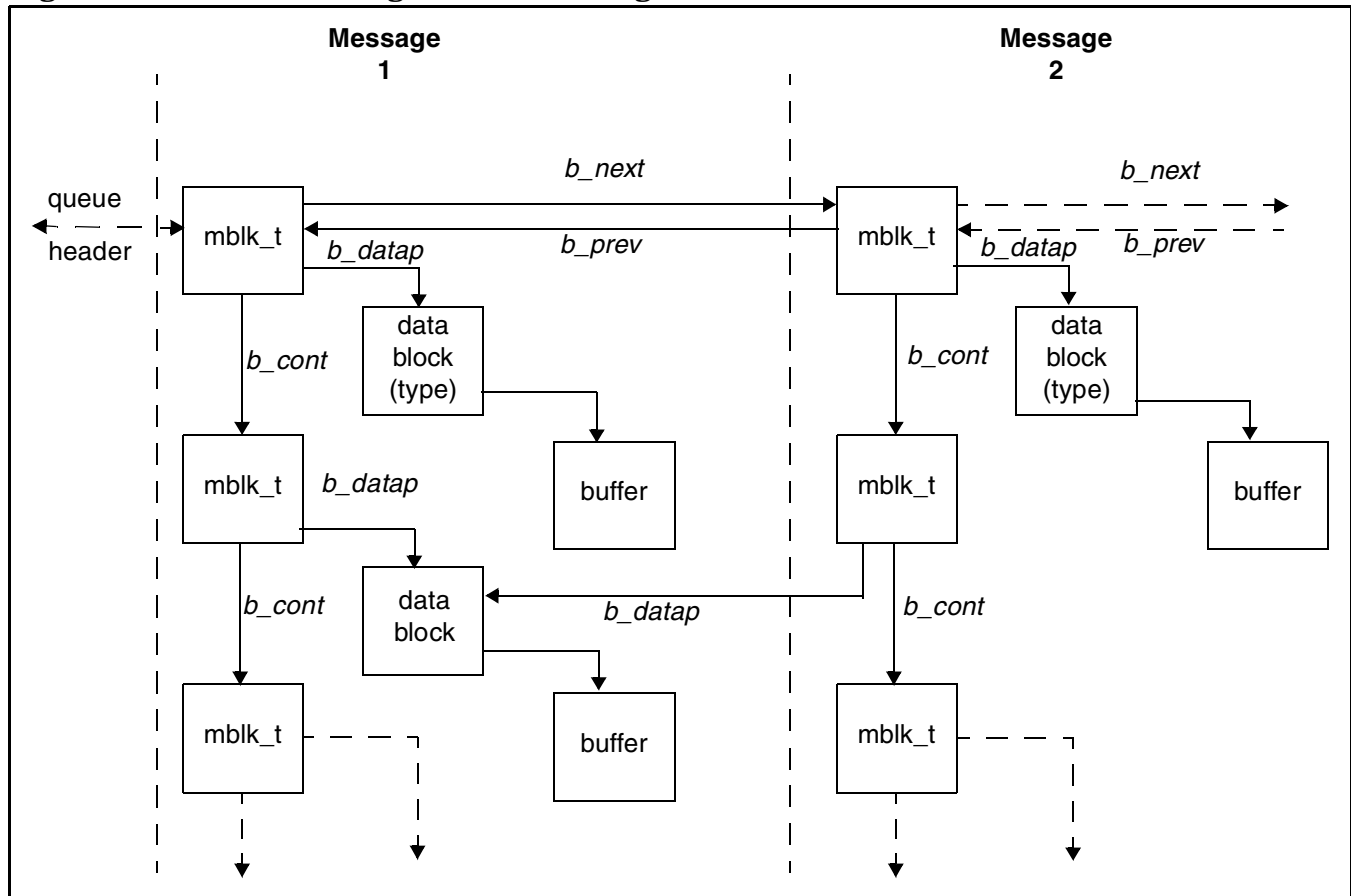 Message
1
Message
2
b_next
b_next
queue
header
mblk_t
b_datap
b_prev
mblk_t
b_datap
b_prev
data
block
(type)
data
block
(type)
b_cont
b_cont
mblk_t
b_datap
buffer
mblk_t
buffer
b_cont
data
block
b_datap
b_cont
mblk_t
buffer
mblk_t